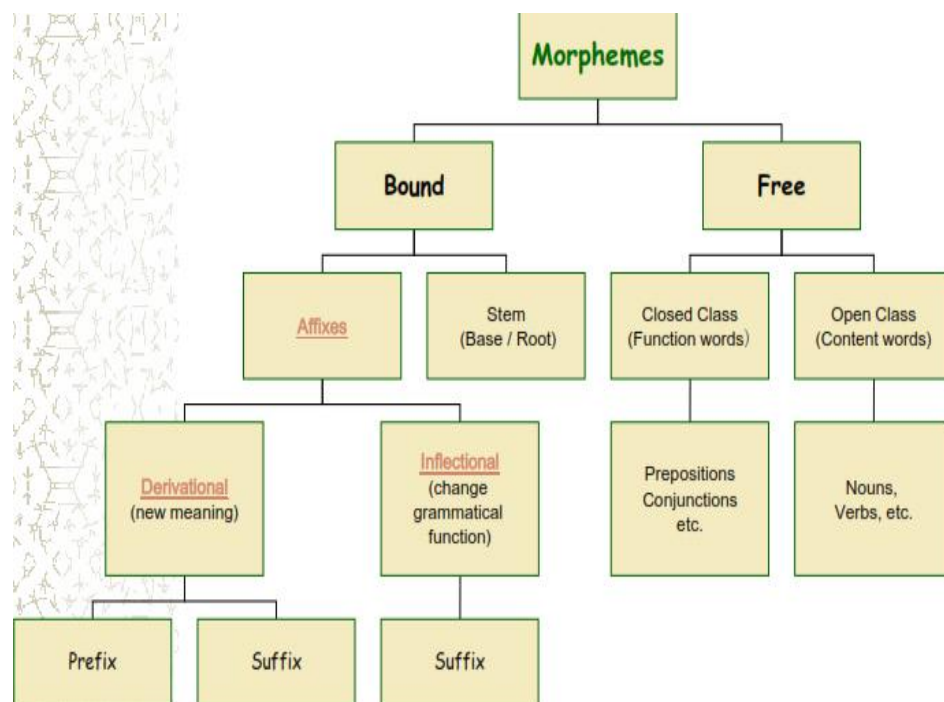 Morphemes
Bound
Free
Affixes
Stem
(Base / Root)
Closed Class
(Function words)
Open Class
(Content words)
Derivational
(new meaning)
Inflectional
(change
grammatical
function)
Prepositions
Conjunctions
etc.
Nouns,
Verbs, etc.
Prefix
Suffix
Suffix